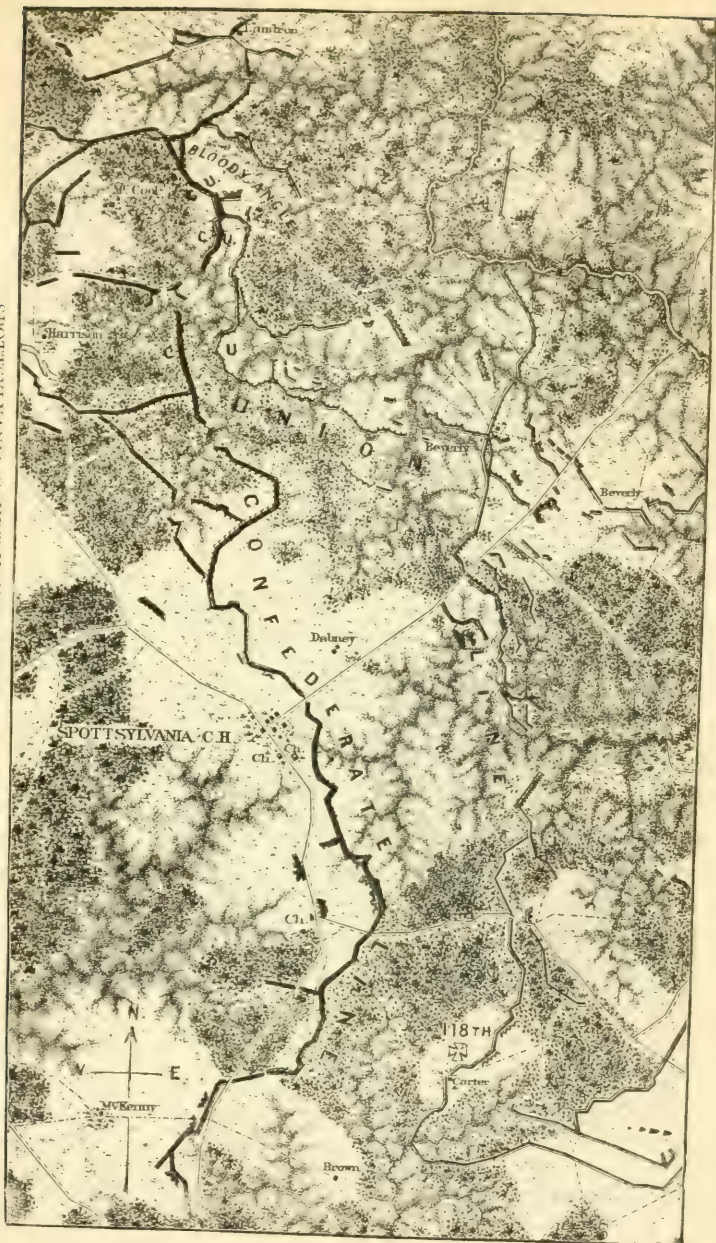 Landron
BLOODY ANGLE
McCool
U
C.
U.
Harrison
C.
U
UNION
Beverly
Beverly
CONFEDERATE
Dabney
LINE
SPOTTSYLVANIA C.H.
Ch.
Ch.
Ch.
LINE
N
W E
118TH
Carter
McKenny
Brown